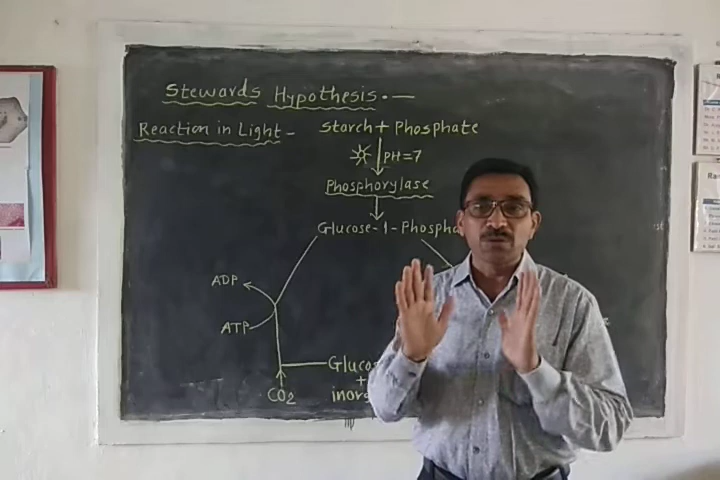 Stewards Hypothesis.—
Reaction in Light - Starch + Phosphate
PH=7
Phosphorylase
Glucose-1-Phospha
ADP
ATP
Gluco
+
CO2 inorg